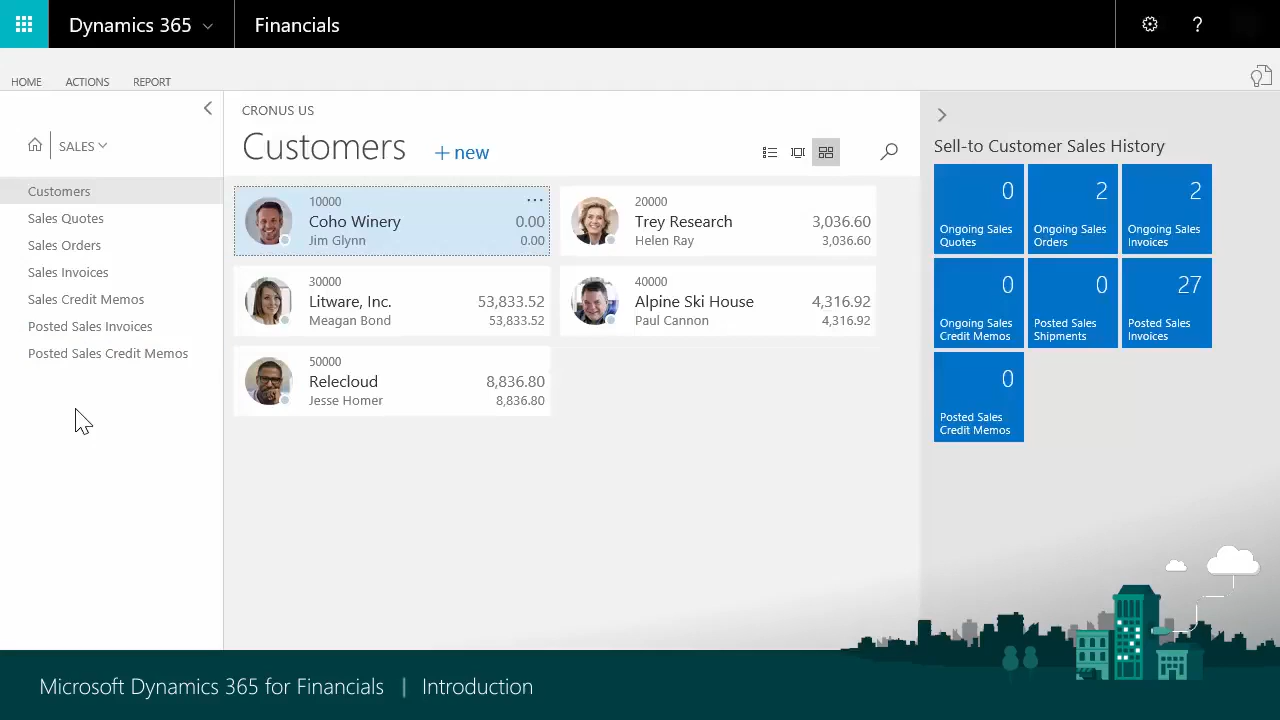 Dynamics 365
Financials
?
HOME
ACTIONS
REPORT
SALES
Customers
Sales Quotes
Sales Orders
Sales Invoices
Sales Credit Memos
Posted Sales Invoices
Posted Sales Credit Memos
CRONUS US
Customers
+ new
10000
...
Coho Winery
0.00
Jim Glynn
0.00
20000
Trey Research
3,036.60
Helen Ray
3,036.60
30000
Litware, Inc.
53,833.52
Meagan Bond
53,833.52
40000
Alpine Ski House
4,316.92
Paul Cannon
4,316.92
50000
Relecloud
8,836.80
Jesse Homer
8,836.80
Sell-to Customer Sales History
0
Ongoing Sales
Quotes
2
Ongoing Sales
Orders
2
Ongoing Sales
Invoices
0
Ongoing Sales
Credit Memos
0
Posted Sales
Shipments
27
Posted Sales
Invoices
0
Posted Sales
Credit Memos
Microsoft Dynamics 365 for Financials | Introduction